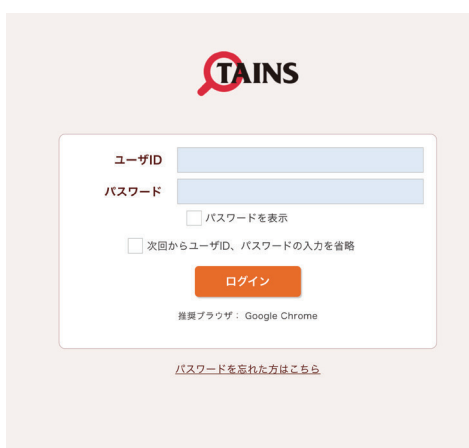 TAINS
ユーザID
パスワード
パスワードを表示
次回からユーザID、パスワードの入力を省略
ログイン
推奨ブラウザ： Google Chrome
パスワードを忘れた方はこちら